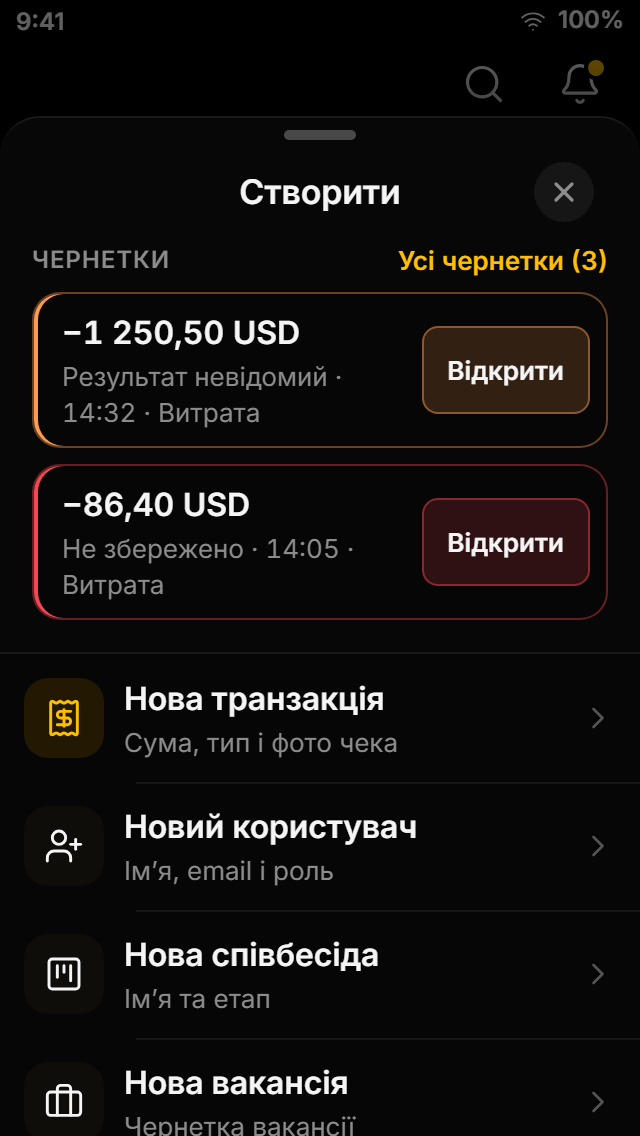 9:41
100%
Створити
ЧЕРНЕТКИ
Усі чернетки (3)
−1 250,50 USD
Результат невідомий ·
14:32 · Витрата
Відкрити
−86,40 USD
Не збережено · 14:05 ·
Витрата
Відкрити
Нова транзакція
Сума, тип і фото чека
Новий користувач
Ім’я, email і роль
Нова співбесіда
Ім’я та етап
Нова вакансія
Чернетка вакансії